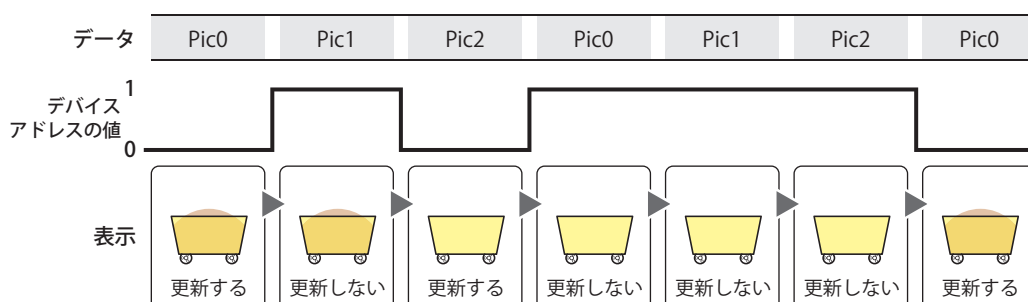 データ Pic0 Pic1 Pic2 Pic0 Pic1 Pic2 Pic0
1
デバイス
アドレスの値
0
表示
更新する 更新しない 更新する 更新しない 更新しない 更新しない 更新する